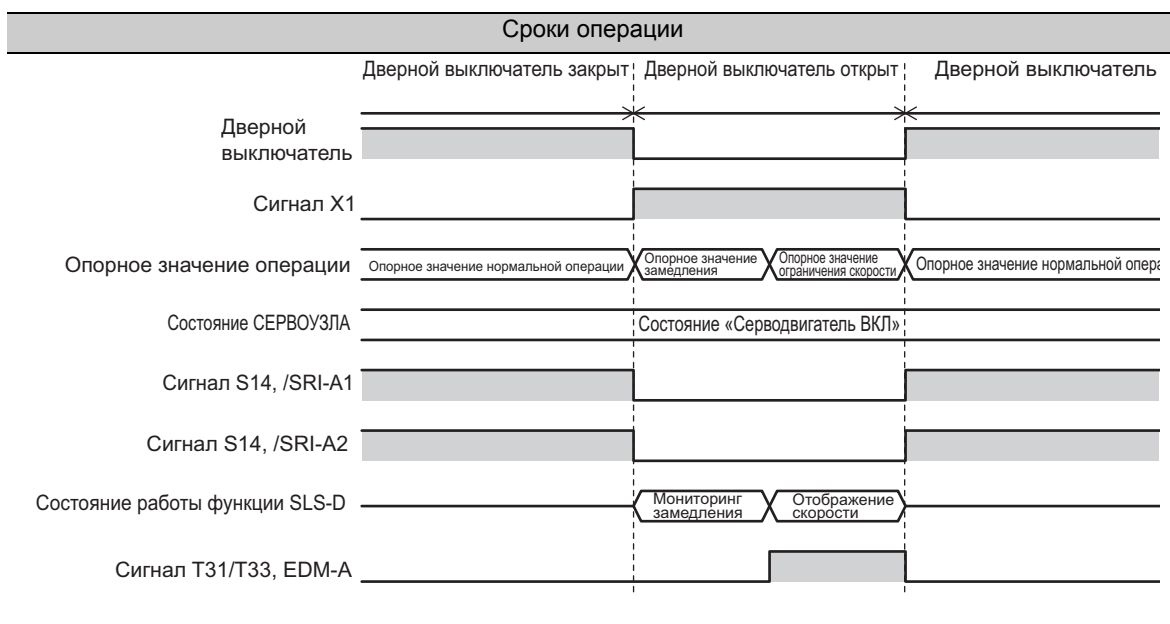 Сроки операции
Дверной выключатель закрыт
Дверной выключатель открыт
Дверной выключатель
Дверной
выключатель
Сигнал X1
Опорное значение операции
Опорное значение нормальной операции
Опорное значение
замедления
Опорное значение
ограничения скорости
Опорное значение нормальной опера
Состояние СЕРВОУЗЛА
Состояние «Серводвигатель ВКЛ»
Сигнал S14, /SRI-A1
Сигнал S14, /SRI-A2
Состояние работы функции SLS-D
Мониторинг
замедления
Отображение
скорости
Сигнал T31/T33, EDM-A